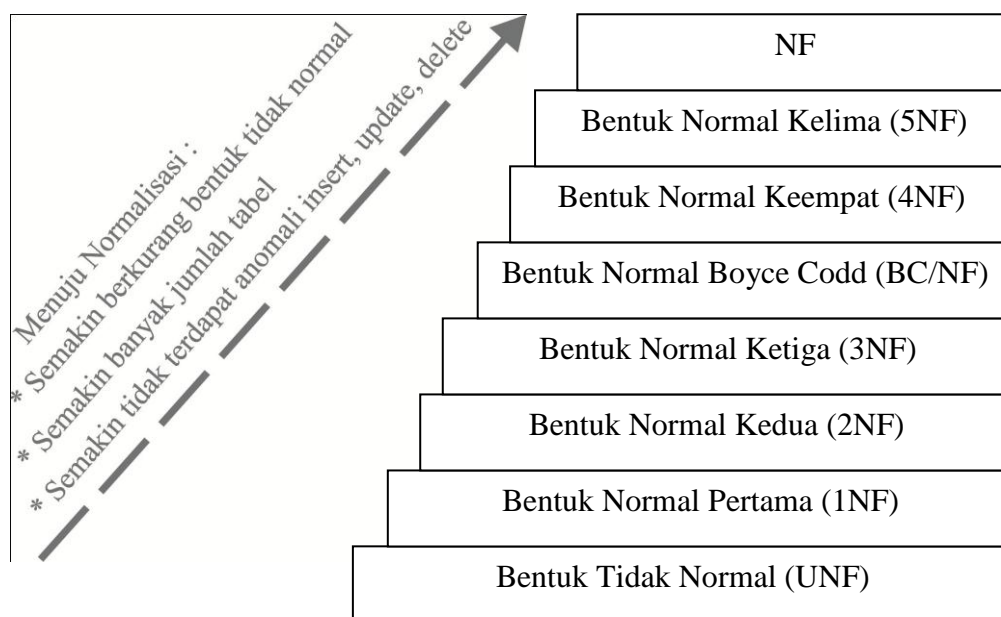 Menuju Normalisasi :
* Semakin berkurang bentuk tidak normal
* Semakin banyak jumlah tabel
* Semakin tidak terdapat anomali insert, update, delete
NF
Bentuk Normal Kelima (5NF)
Bentuk Normal Keempat (4NF)
Bentuk Normal Boyce Codd (BC/NF)
Bentuk Normal Ketiga (3NF)
Bentuk Normal Kedua (2NF)
Bentuk Normal Pertama (1NF)
Bentuk Tidak Normal (UNF)